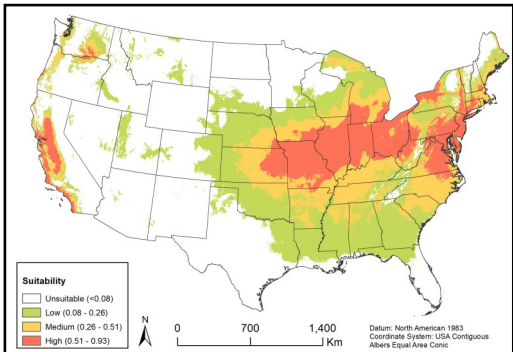 Suitability
Unsuitable (<0.08)
Low (0.08 - 0.26)
Medium (0.26 - 0.51)
High (0.51 - 0.93)
N
0 700 1,400
Km
Datum: North American 1983
Coordinate System: USA Contiguous
Albers Equal Area Conic